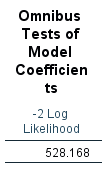 Omnibus
Tests of
Model
Coefficien
ts
-2 Log
Likelihood
528.168